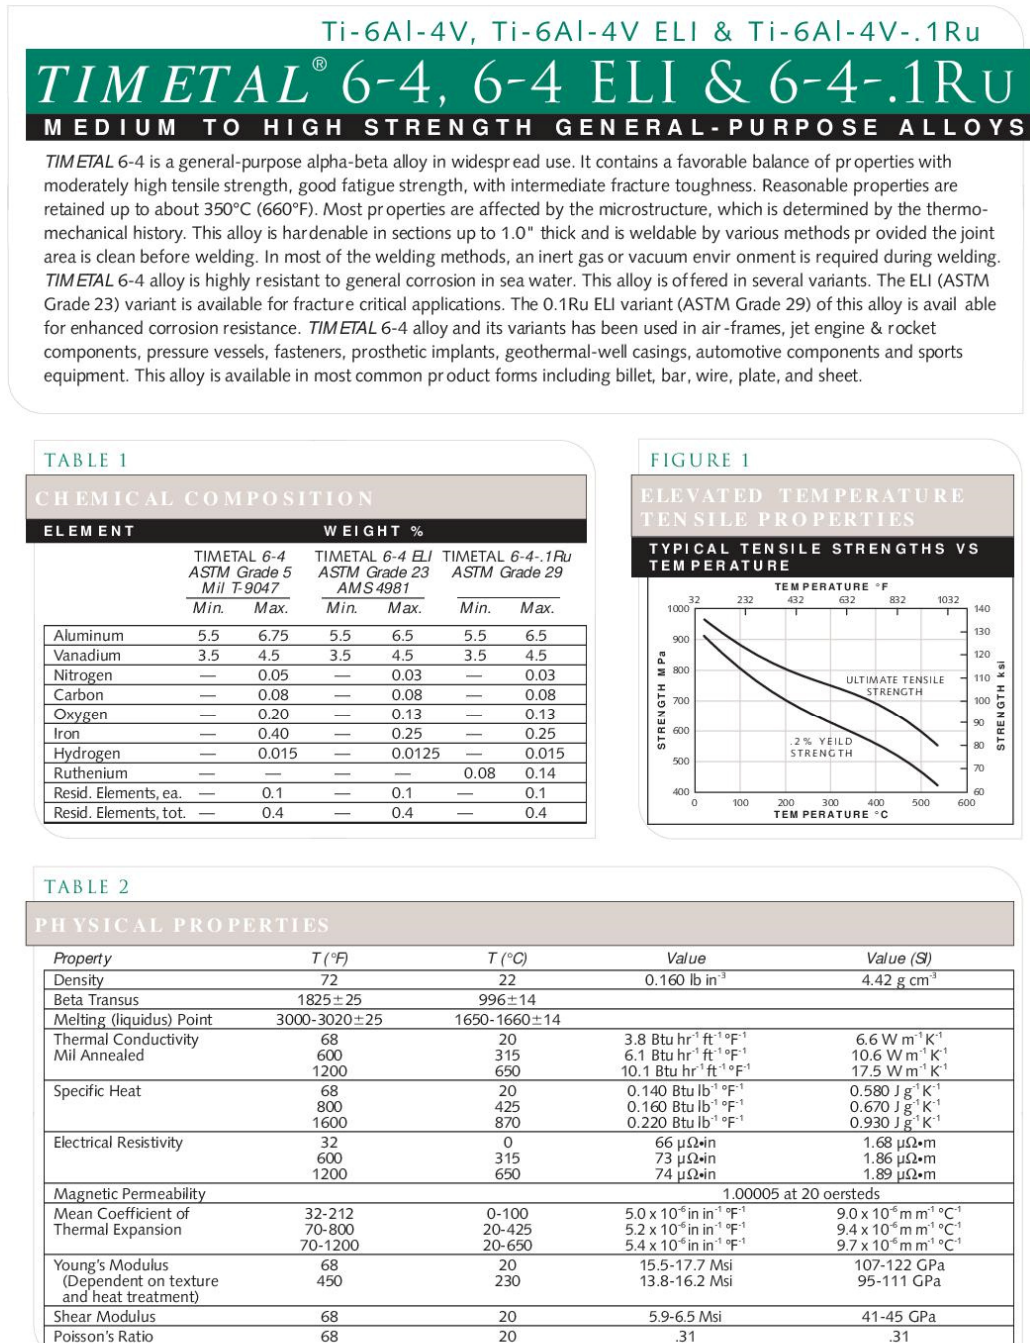 Ti-6Al-4V, Ti-6Al-4V ELI & Ti-6Al-4V-.1Ru
TIMETAL® 6-4, 6-4 ELI & 6-4-.1RU
MEDIUM TO HIGH STRENGTH GENERAL-PURPOSE ALLOYS
TIMETAL 6-4 is a general-purpose alpha-beta alloy in widespread use. It contains a favorable balance of properties with
moderately high tensile strength, good fatigue strength, with intermediate fracture toughness. Reasonable properties are
retained up to about 350°C (660°F). Most properties are affected by the microstructure, which is determined by the thermo-
mechanical history. This alloy is hardenable in sections up to 1.0" thick and is weldable by various methods provided the joint
area is clean before welding. In most of the welding methods, an inert gas or vacuum environment is required during welding.
TIMETAL 6-4 alloy is highly resistant to general corrosion in sea water. This alloy is offered in several variants. The ELI (ASTM
Grade 23) variant is available for fracture critical applications. The 0.1Ru ELI variant (ASTM Grade 29) of this alloy is available
for enhanced corrosion resistance. TIMETAL 6-4 alloy and its variants has been used in air-frames, jet engine & rocket
components, pressure vessels, fasteners, prosthetic implants, geothermal-well casings, automotive components and sports
equipment. This alloy is available in most common product forms including billet, bar, wire, plate, and sheet.
TABLE 1
CHEMICAL COMPOSITION
ELEMENT WEIGHT %
TIMETAL 6-4 TIMETAL 6-4 ELI TIMETAL 6-4-.1Ru
ASTM Grade 5 ASTM Grade 23 ASTM Grade 29
Mil T-9047 AMS 4981
Min. Max. Min. Max. Min. Max.
Aluminum 5.5 6.75 5.5 6.5 5.5 6.5
Vanadium 3.5 4.5 3.5 4.5 3.5 4.5
Nitrogen — 0.05 — 0.03 — 0.03
Carbon — 0.08 — 0.08 — 0.08
Oxygen — 0.20 — 0.13 — 0.13
Iron — 0.40 — 0.25 — 0.25
Hydrogen — 0.015 — 0.0125 — 0.015
Ruthenium — — — — 0.08 0.14
Resid. Elements, ea. — 0.1 — 0.1 — 0.1
Resid. Elements, tot. — 0.4 — 0.4 — 0.4
FIGURE 1
ELEVATED TEMPERATURE
TENSILE PROPERTIES
TYPICAL TENSILE STRENGTHS VS
TEMPERATURE
TEMPERATURE °F
32 232 432 632 832 1032
1000 140
900 130
800 120
700 110
600 100
500 90
400 80
70
60
STRENGTH MPa
STRENGTH ksi
ULTIMATE TENSILE
STRENGTH
.2% YEILD
STRENGTH
0 100 200 300 400 500 600
TEMPERATURE °C
TABLE 2
PHYSICAL PROPERTIES
Property T (°F) T (°C) Value Value (SI)
Density 72 22 0.160 lb in⁻³ 4.42 g cm⁻³
Beta Transus 1825±25 996±14
Melting (liquidus) Point 3000-3020±25 1650-1660±14
Thermal Conductivity 68 20 3.8 Btu hr⁻¹ ft⁻¹ °F⁻¹ 6.6 W m⁻¹ K⁻¹
Mil Annealed 600 315 6.1 Btu hr⁻¹ ft⁻¹ °F⁻¹ 10.6 W m⁻¹ K⁻¹
1200 650 10.1 Btu hr⁻¹ ft⁻¹ °F⁻¹ 17.5 W m⁻¹ K⁻¹
Specific Heat 68 20 0.140 Btu lb⁻¹ °F⁻¹ 0.580 J g⁻¹ K⁻¹
800 425 0.160 Btu lb⁻¹ °F⁻¹ 0.670 J g⁻¹ K⁻¹
1600 870 0.220 Btu lb⁻¹ °F⁻¹ 0.930 J g⁻¹ K⁻¹
Electrical Resistivity 32 0 66 µΩ•in 1.68 µΩ•m
600 315 73 µΩ•in 1.86 µΩ•m
1200 650 74 µΩ•in 1.89 µΩ•m
Magnetic Permeability 1.00005 at 20 oersteds
Mean Coefficient of 32-212 0-100 5.0 x 10⁻⁶ in in⁻¹ °F⁻¹ 9.0 x 10⁻⁶ m m⁻¹ °C⁻¹
Thermal Expansion 70-800 20-425 5.2 x 10⁻⁶ in in⁻¹ °F⁻¹ 9.4 x 10⁻⁶ m m⁻¹ °C⁻¹
70-1200 20-650 5.4 x 10⁻⁶ in in⁻¹ °F⁻¹ 9.7 x 10⁻⁶ m m⁻¹ °C⁻¹
Young's Modulus 68 20 15.5-17.7 Msi 107-122 GPa
(Dependent on texture 450 230 13.8-16.2 Msi 95-111 GPa
and heat treatment)
Shear Modulus 68 20 5.9-6.5 Msi 41-45 GPa
Poisson's Ratio 68 20 .31 .31